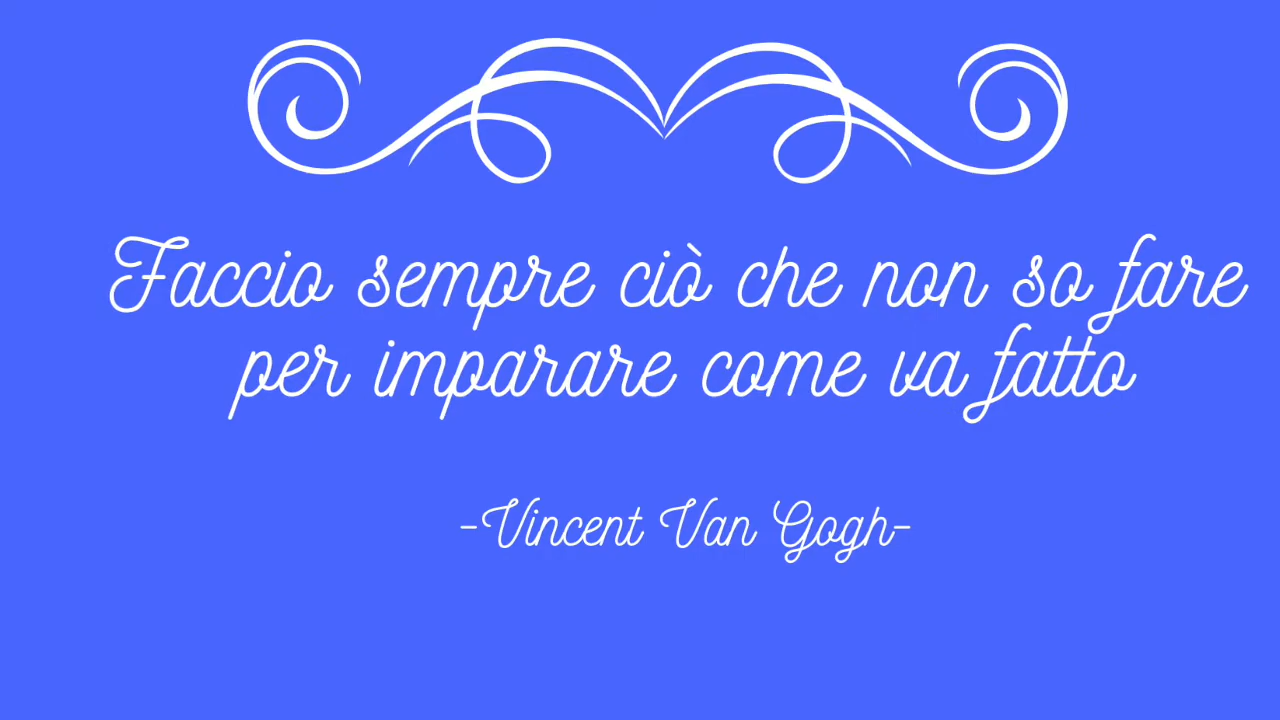 Faccio sempre ciò che non so fare
per imparare come va fatto
-Vincent Van Gogh-